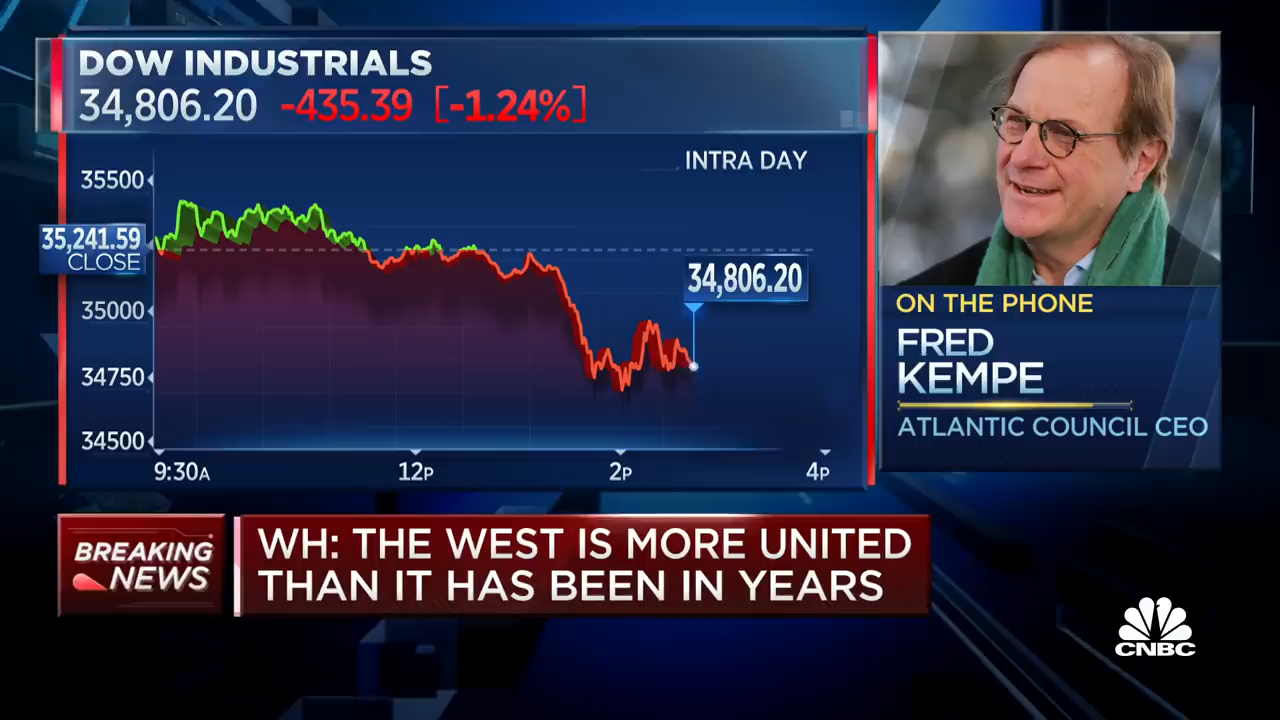 DOW INDUSTRIALS
34,806.20 -435.39 [-1.24%]
INTRA DAY
35500
35,241.59
CLOSE
35000
34750
34500
34,806.20
9:30A 12P 2P 4P
ON THE PHONE
FRED
KEMPE
ATLANTIC COUNCIL CEO
BREAKING
NEWS
WH: THE WEST IS MORE UNITED
THAN IT HAS BEEN IN YEARS
CNBC